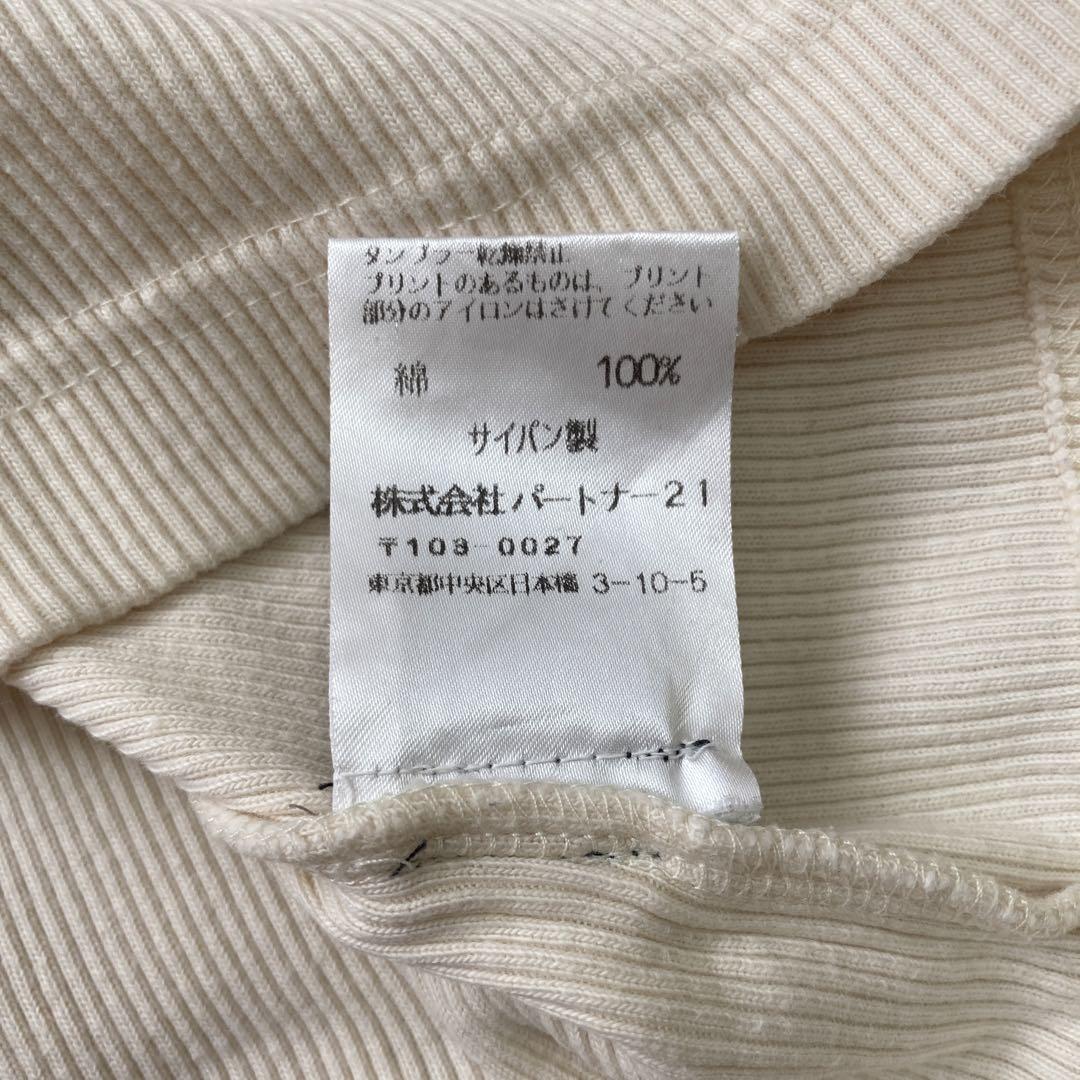 タンブラー乾燥禁止
プリントのあるものは、プリント
部分のアイロンはさけてください
綿 100%
サイパン製
株式会社パートナー21
〒103-0027
東京都中央区日本橋 3-10-5